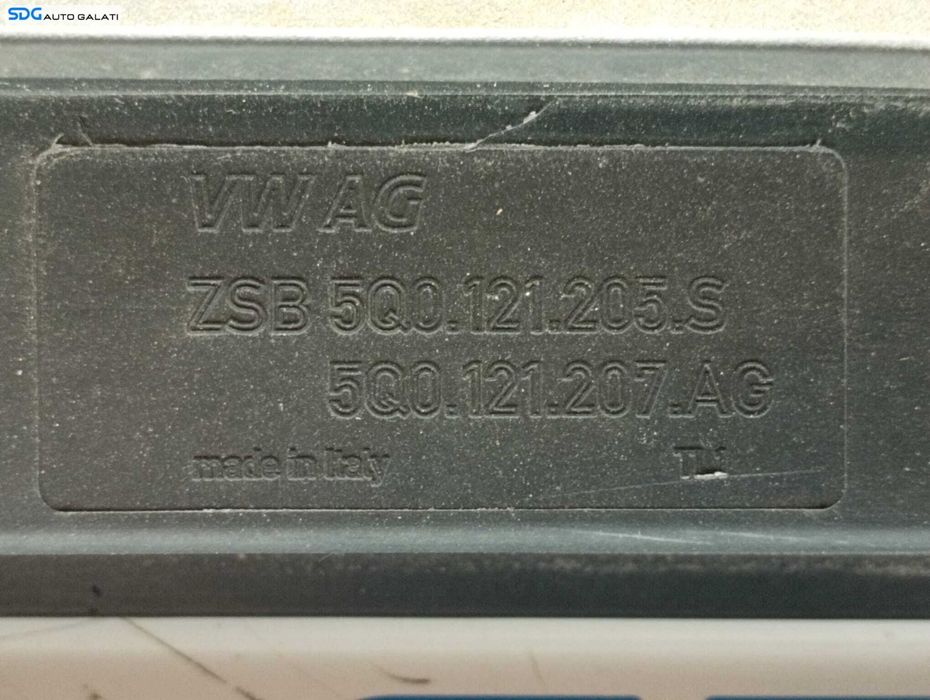 SDG AUTO GALATI
VW AG
ZSB 5Q0.121.205.S
5Q0.121.207.AG
made in Italy